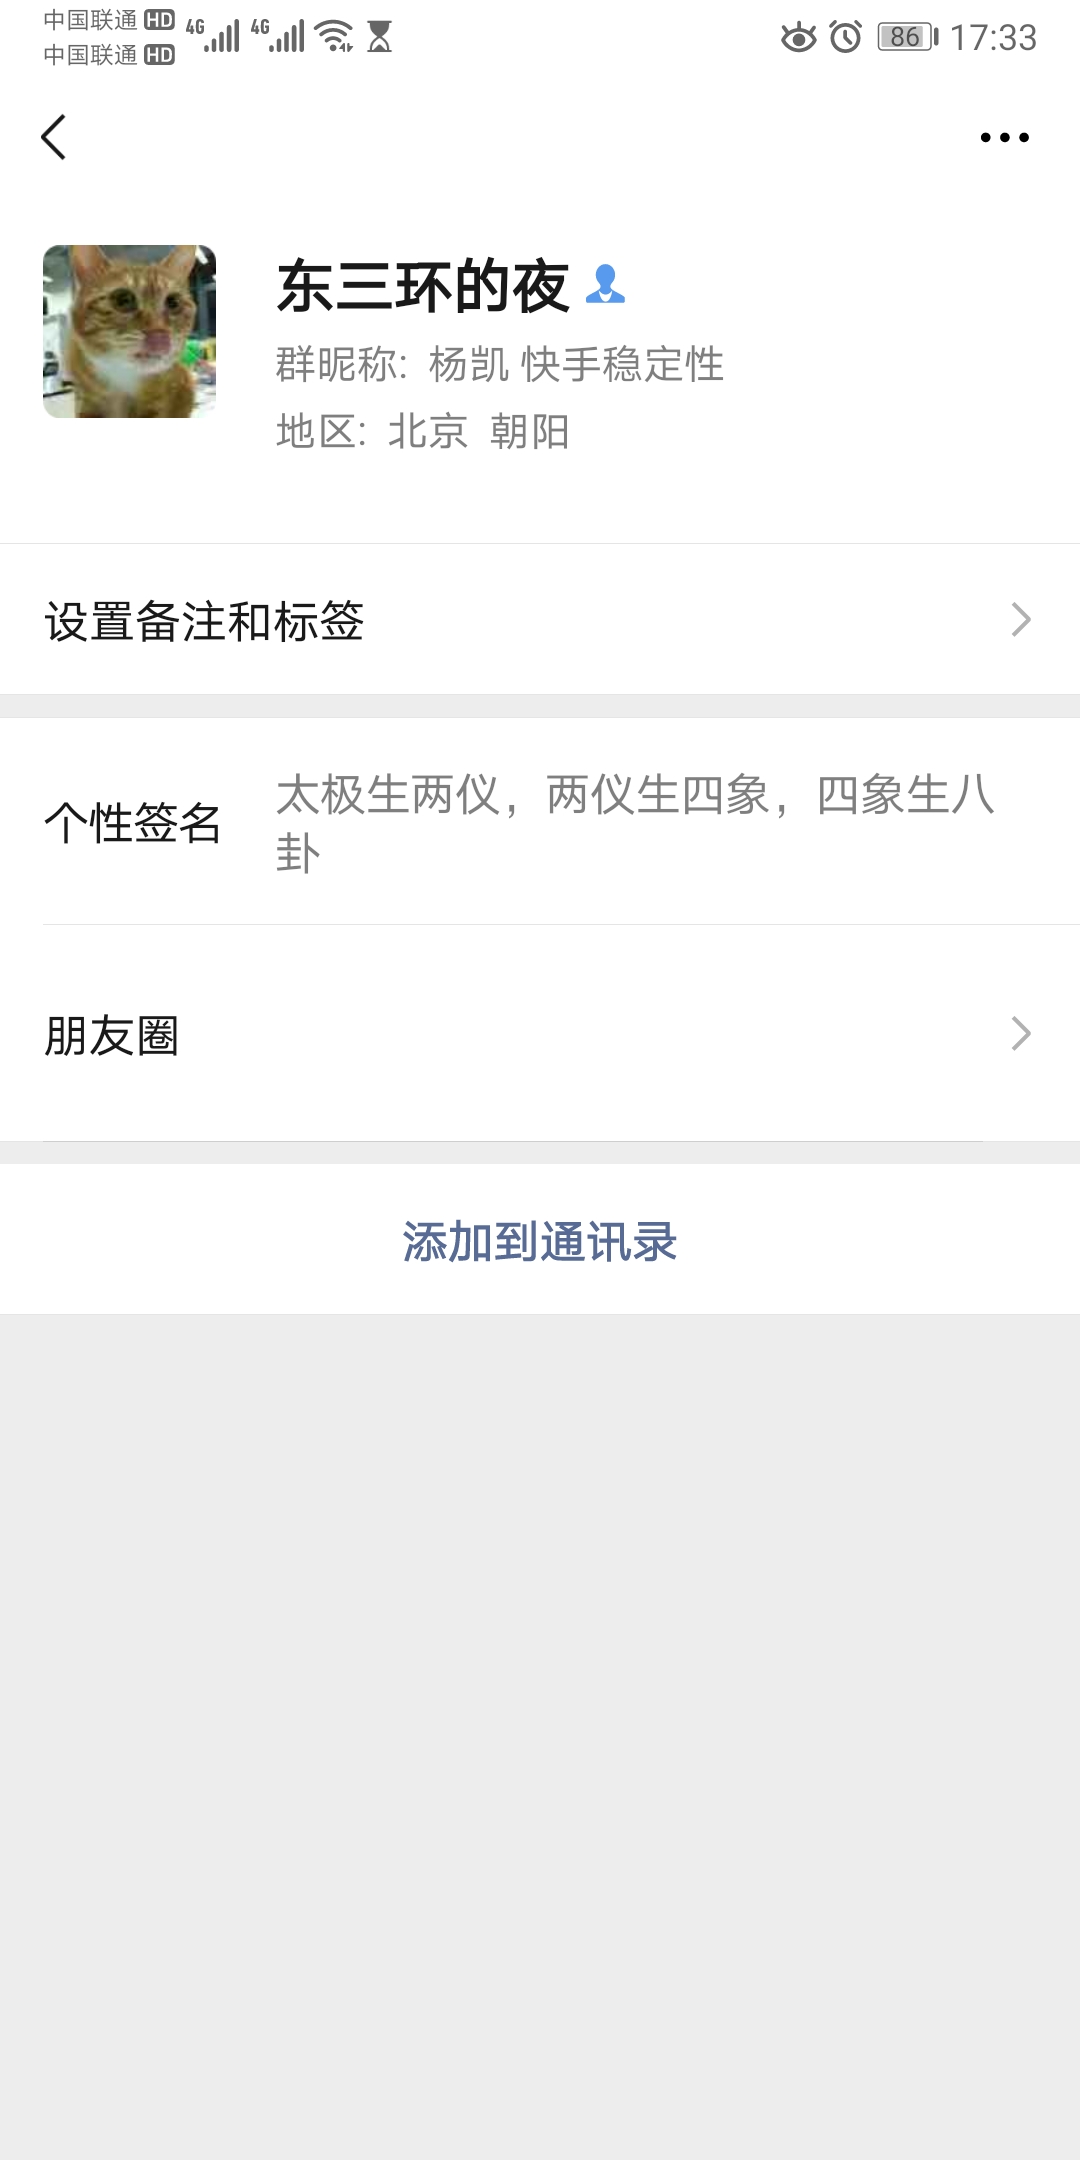 中国联通 HD 4G 4G 86 17:33
中国联通 HD
东三环的夜
群昵称: 杨凯 快手稳定性
地区: 北京 朝阳
设置备注和标签
个性签名 太极生两仪，两仪生四象，四象生八
卦
朋友圈
添加到通讯录